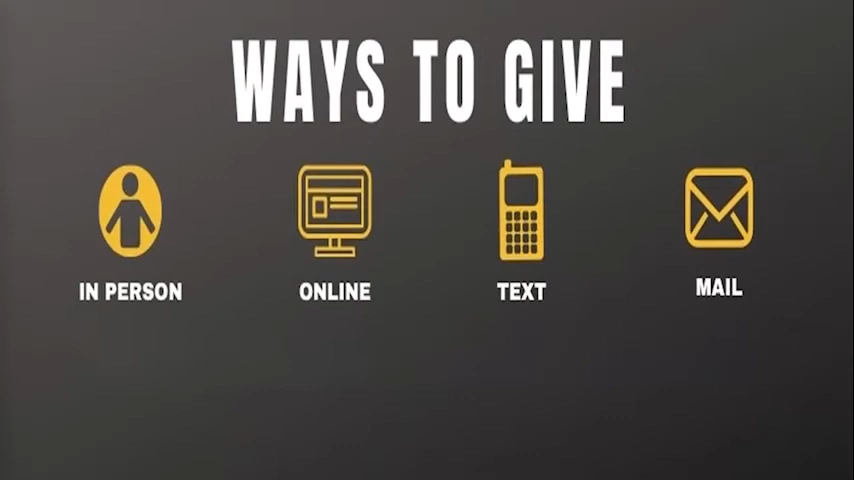 WAYS TO GIVE
IN PERSON
ONLINE
TEXT
MAIL